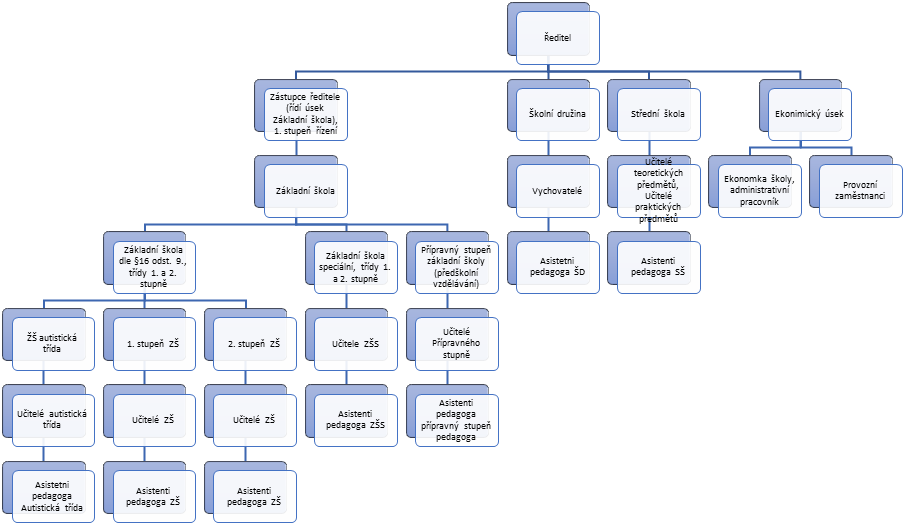 Ředitel
Zástupce ředitele
(řídí úsek
Základní škola),
1. stupeň řízení
Školní družina
Střední škola
Ekonimický úsek
Základní škola
Vychovatelé
Učitelé
teoretických
předmětů,
Učitelé
praktických
předmětů
Ekonomka školy,
administrativní
pracovník
Provozní
zaměstnanci
Základní škola
dle §16 odst. 9.,
třídy 1. a 2.
stupně
Základní škola
speciální, třídy 1.
a 2. stupně
Přípravný stupeň
základní školy
(předškolní
vzdělávání)
Asistetni
pedagoga ŠD
Asistenti
pedagoga SŠ
ŽŠ autistická
třída
1. stupeň ZŠ
2. stupeň ZŠ
Učitele ZŠS
Učitelé
Přípravného
stupně
Učitelé autistická
třída
Učitelé ZŠ
Učitelé ZŠ
Asistenti
pedagoga ZŠS
Asistenti
pedagoga
přípravný stupeň
pedagoga
Asistetni
pedagoga
Autistická třída
Asistenti
pedagoga ZŠ
Asistenti
pedagoga ZŠ